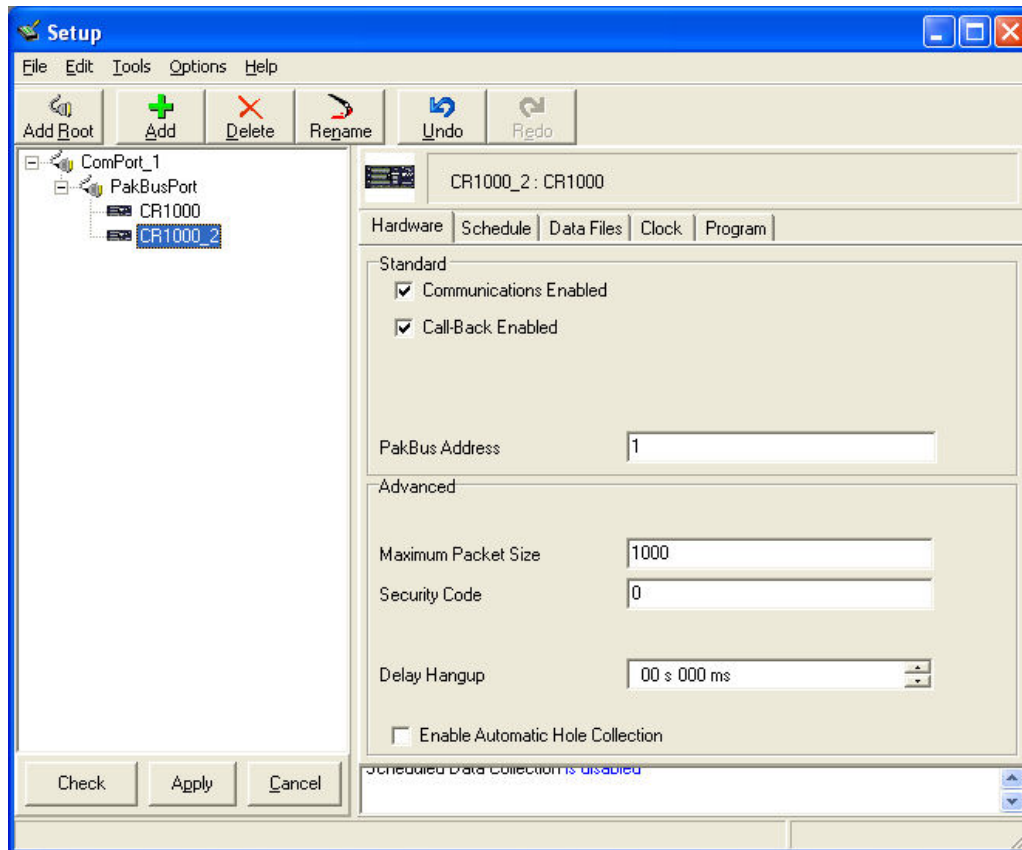 Setup
File Edit Tools Options Help
Add Root Add Delete Rename Undo Redo
ComPort_1
PakBusPort
CR1000
CR1000_2
CR1000_2 : CR1000
Hardware Schedule Data Files Clock Program
Standard
Communications Enabled
Call-Back Enabled
PakBus Address 1
Advanced
Maximum Packet Size 1000
Security Code 0
Delay Hangup 00 s 000 ms
Enable Automatic Hole Collection
Check Apply Cancel
Scheduled Data Collection is disabled